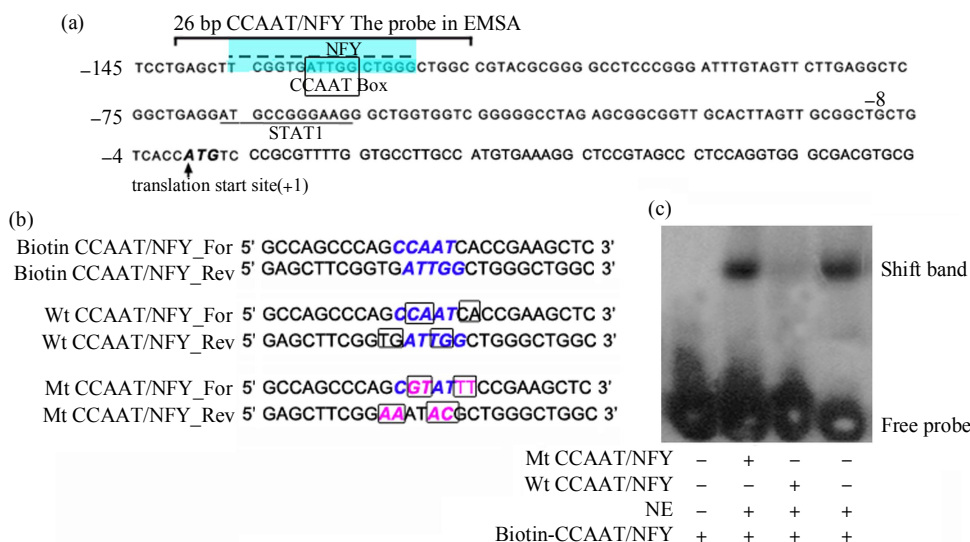 (a)
26 bp CCAAT/NFY The probe in EMSA
NFY
−145 TCCTGAGCTT CGGTGATTGG CTGGGCTGGC CGTACGCGGG GCCTCCCGGG ATTTGTAGTT CTTGAGGCTC
CCAAT Box
−8
−75 GGCTGAGGAT GCCGGGAAGG GCTGGTGGTC GGGGGCCTAG AGCGGCGGTT GCACTTAGTT GCGGCTGCTG
STAT1
−4 TCACCATGTC CCGCGTTTTG GTGCCTTGCC ATGTGAAAGG CTCCGTAGCC CTCCAGGTGG GCGACGTGCG
translation start site(+1)
(b)
Biotin CCAAT/NFY_For 5' GCCAGCCCAGCCAATCACCGAAGCTC 3'
Biotin CCAAT/NFY_Rev 5' GAGCTTCGGTGATTGGCTGGGCTGGC 3'
Wt CCAAT/NFY_For 5' GCCAGCCCAGCCAATCACCGAAGCTC 3'
Wt CCAAT/NFY_Rev 5' GAGCTTCGGTGATTGGCTGGGCTGGC 3'
Mt CCAAT/NFY_For 5' GCCAGCCCAGCGTATTTCCGAAGCTC 3'
Mt CCAAT/NFY_Rev 5' GAGCTTCGGAAATACGCTGGGCTGGC 3'
(c)
Shift band
Free probe
Mt CCAAT/NFY − + − −
Wt CCAAT/NFY − − + −
NE − + + +
Biotin-CCAAT/NFY + + + +